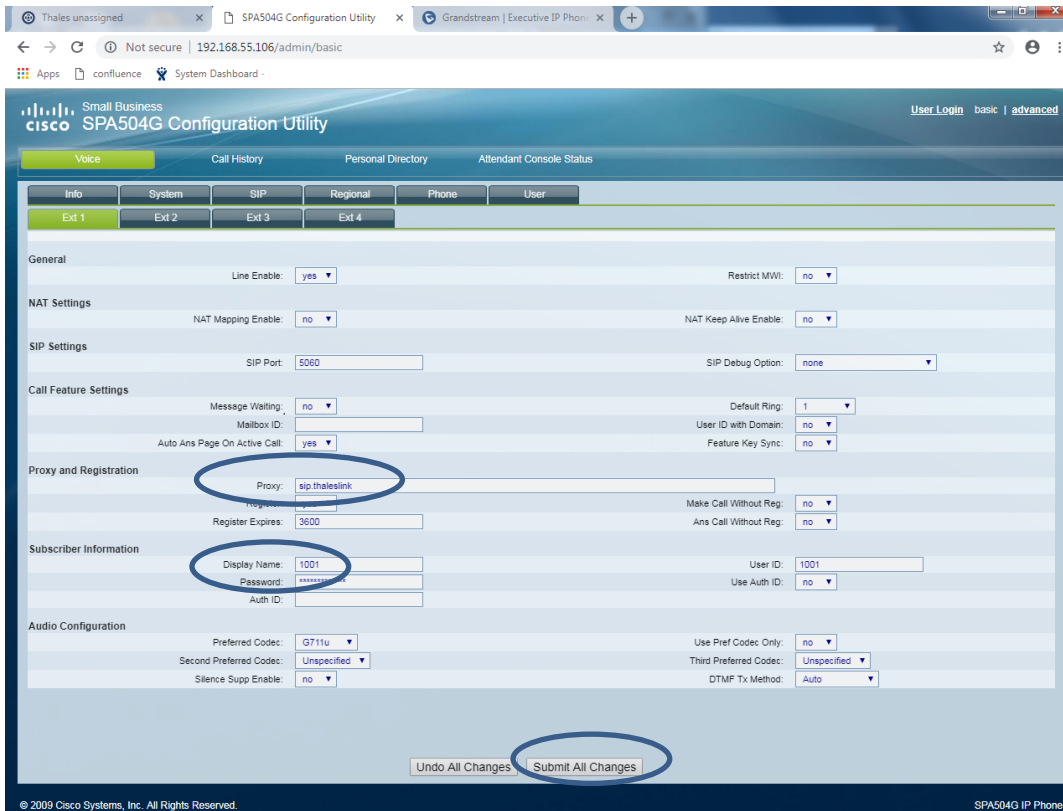 Thales unassigned × SPA504G Configuration Utility × Grandstream | Executive IP Phon × +
Not secure | 192.168.55.106/admin/basic
Apps confluence System Dashboard -
Small Business
cisco SPA504G Configuration Utility
User Login basic | advanced
Voice Call History Personal Directory Attendant Console Status
Info System SIP Regional Phone User
Ext 1 Ext 2 Ext 3 Ext 4
General
Line Enable: yes Restrict MWI: no
NAT Settings
NAT Mapping Enable: no NAT Keep Alive Enable: no
SIP Settings
SIP Port: 5060 SIP Debug Option: none
Call Feature Settings
Message Waiting: no Default Ring: 1
Mailbox ID: User ID with Domain: no
Auto Ans Page On Active Call: yes Feature Key Sync: no
Proxy and Registration
Proxy: sip.thaleslink
Make Call Without Reg: no
Register Expires: 3600 Ans Call Without Reg: no
Subscriber Information
Display Name: 1001 User ID: 1001
Password: ************* Use Auth ID: no
Auth ID:
Audio Configuration
Preferred Codec: G711u Use Pref Codec Only: no
Second Preferred Codec: Unspecified Third Preferred Codec: Unspecified
Silence Supp Enable: no DTMF Tx Method: Auto
Undo All Changes Submit All Changes
© 2009 Cisco Systems, Inc. All Rights Reserved. SPA504G IP Phone